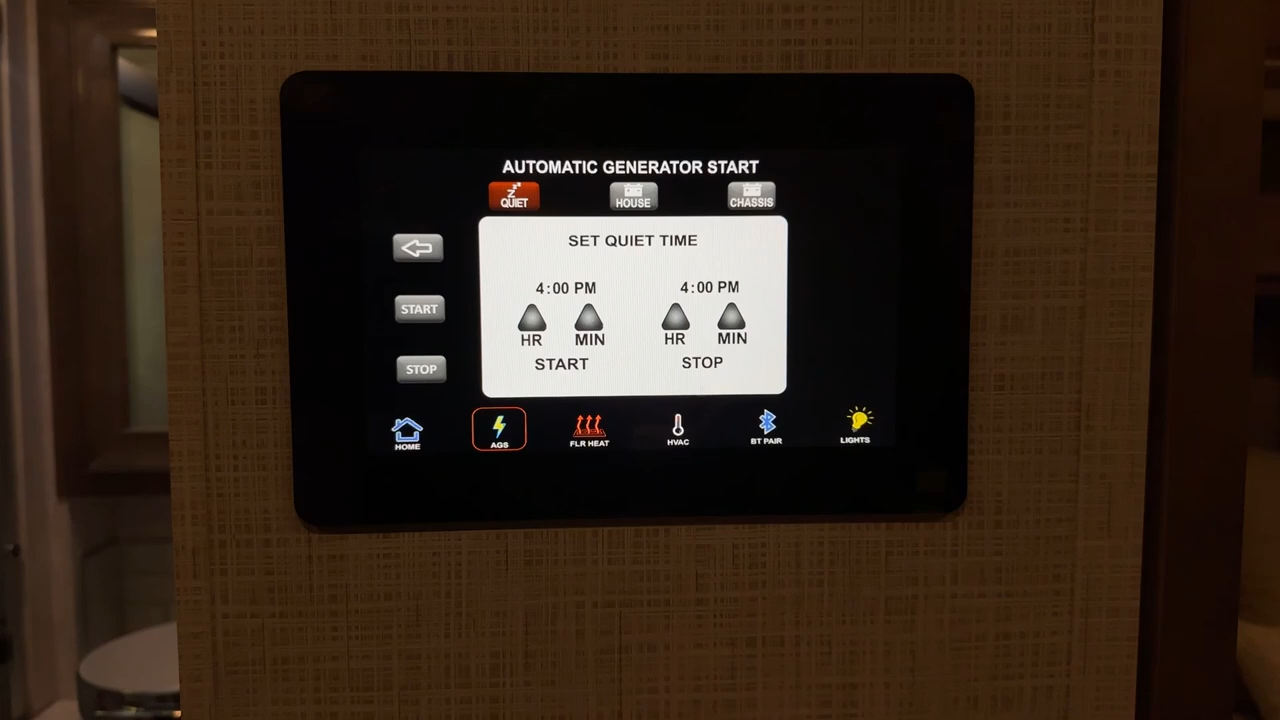 AUTOMATIC GENERATOR START
QUIET HOUSE CHASSIS
SET QUIET TIME
4:00 PM 4:00 PM
START
HR MIN HR MIN
START STOP
STOP
HOME AGS FLR HEAT HVAC BT PAIR LIGHTS